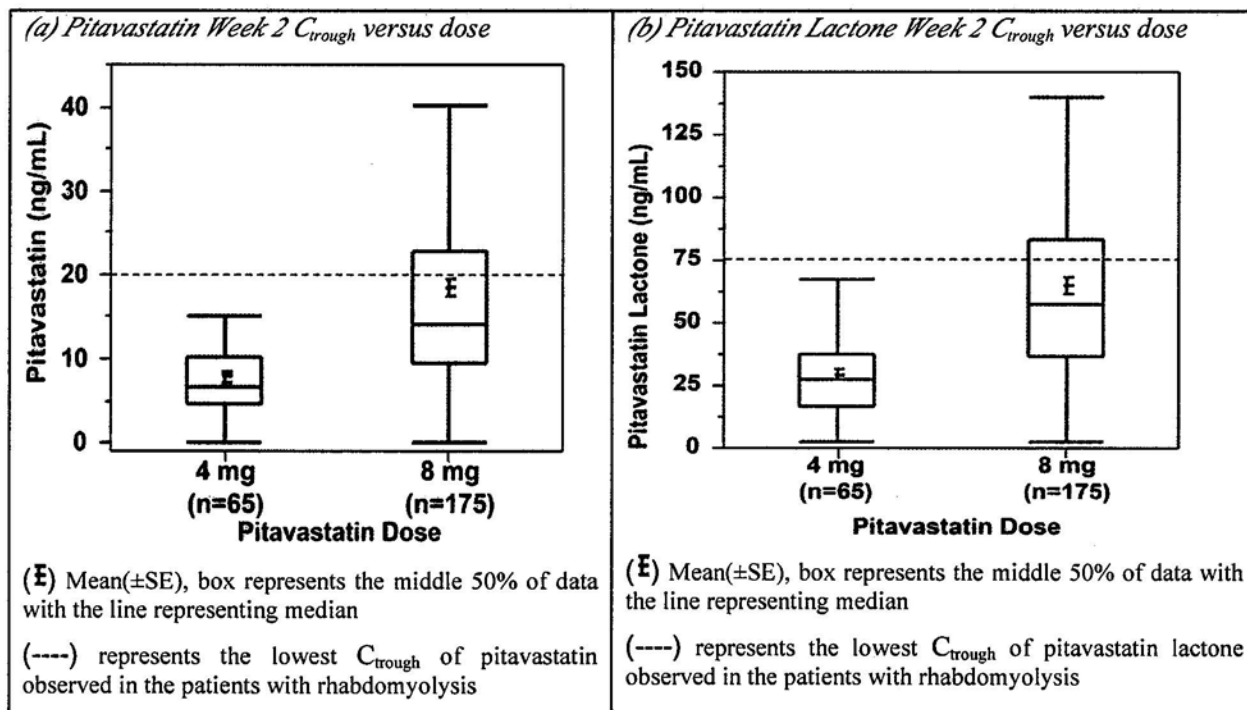 (a) Pitavastatin Week 2 Ctrough versus dose
Pitavastatin (ng/mL)
40
30
20
10
0
4 mg
8 mg
(n=65)
(n=175)
Pitavastatin Dose
(Ɪ) Mean(±SE), box represents the middle 50% of data
with the line representing median
(----) represents the lowest Ctrough of pitavastatin
observed in the patients with rhabdomyolysis
(b) Pitavastatin Lactone Week 2 Ctrough versus dose
Pitavastatin Lactone (ng/mL)
150
125
100
75
50
25
0
4 mg
8 mg
(n=65)
(n=175)
Pitavastatin Dose
(Ɪ) Mean(±SE), box represents the middle 50% of data
with the line representing median
(----) represents the lowest Ctrough of pitavastatin lactone
observed in the patients with rhabdomyolysis